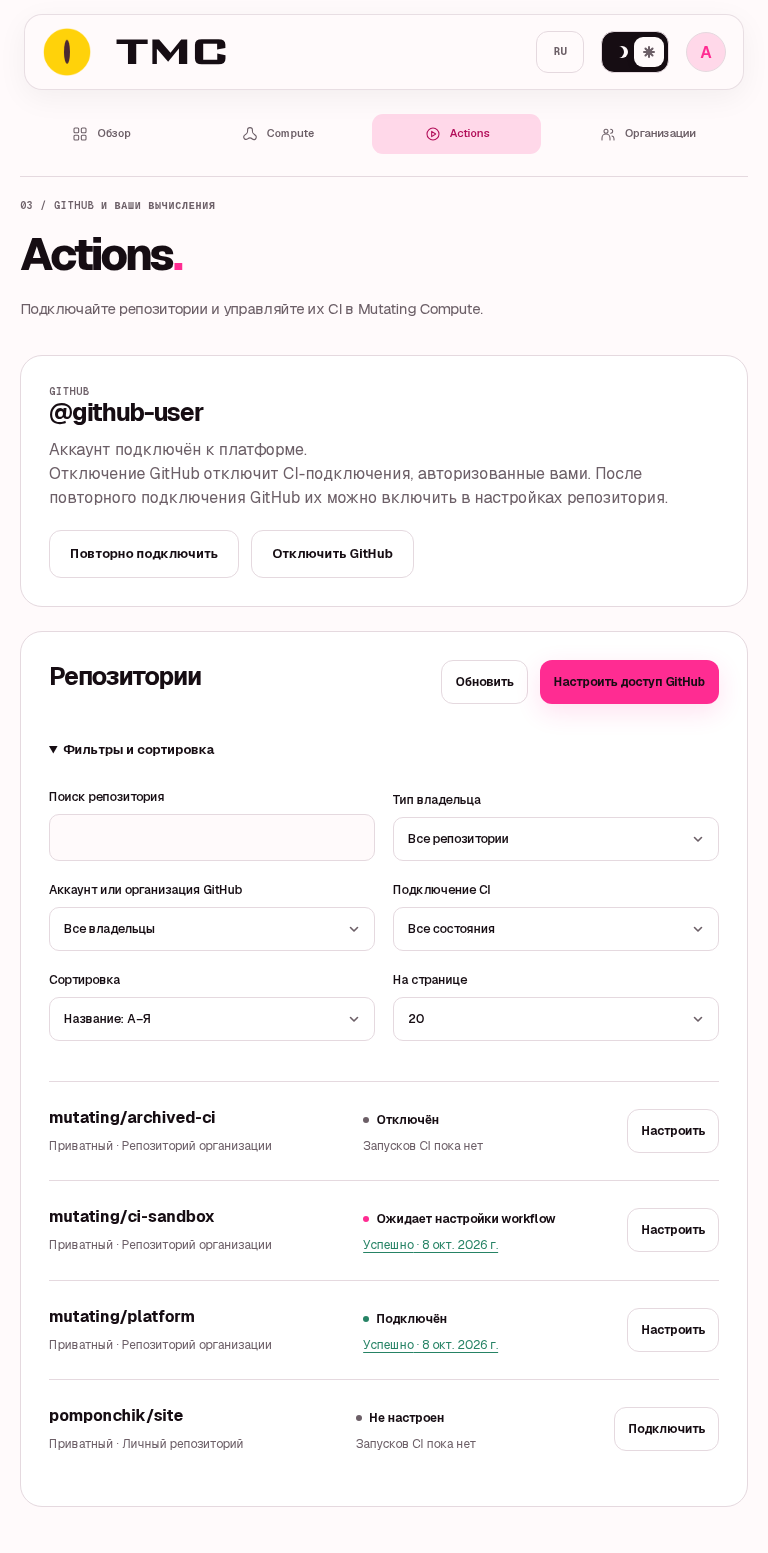 TMC
RU
A
Обзор
Compute
Actions
Организации
03 / GITHUB И ВАШИ ВЫЧИСЛЕНИЯ
Actions.
Подключайте репозитории и управляйте их CI в Mutating Compute.
GITHUB
@github-user
Аккаунт подключён к платформе.
Отключение GitHub отключит CI-подключения, авторизованные вами. После
повторного подключения GitHub их можно включить в настройках репозитория.
Повторно подключить
Отключить GitHub
Репозитории
Обновить
Настроить доступ GitHub
Фильтры и сортировка
Поиск репозитория
Тип владельца
Все репозитории
Аккаунт или организация GitHub
Подключение CI
Все владельцы
Все состояния
Сортировка
На странице
Название: А–Я
20
mutating/archived-ci
Отключён
Настроить
Приватный · Репозиторий организации
Запусков CI пока нет
mutating/ci-sandbox
Ожидает настройки workflow
Настроить
Приватный · Репозиторий организации
Успешно · 8 окт. 2026 г.
mutating/platform
Подключён
Настроить
Приватный · Репозиторий организации
Успешно · 8 окт. 2026 г.
pomponchik/site
Не настроен
Подключить
Приватный · Личный репозиторий
Запусков CI пока нет